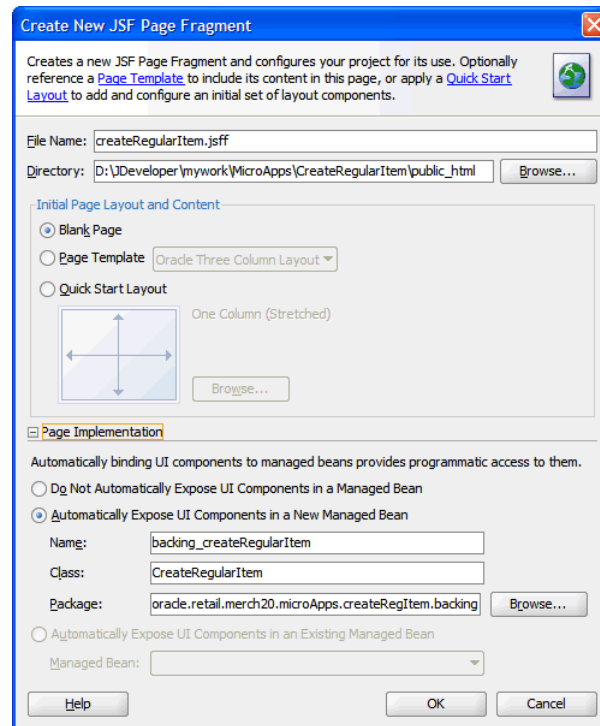 Create New JSF Page Fragment
Creates a new JSF Page Fragment and configures your project for its use. Optionally
reference a Page Template to include its content in this page, or apply a Quick Start
Layout to add and configure an initial set of layout components.
File Name: createRegularItem.jsff
Directory: D:\JDeveloper\mywork\MicroApps\CreateRegularItem\public_html Browse...
Initial Page Layout and Content
Blank Page
Page Template Oracle Three Column Layout
Quick Start Layout
One Column (Stretched)
Browse...
Page Implementation
Automatically binding UI components to managed beans provides programmatic access to them.
Do Not Automatically Expose UI Components in a Managed Bean
Automatically Expose UI Components in a New Managed Bean
Name: backing_createRegularItem
Class: CreateRegularItem
Package: oracle.retail.merch20.microApps.createRegItem.backing Browse...
Automatically Expose UI Components in an Existing Managed Bean
Managed Bean:
Help OK Cancel